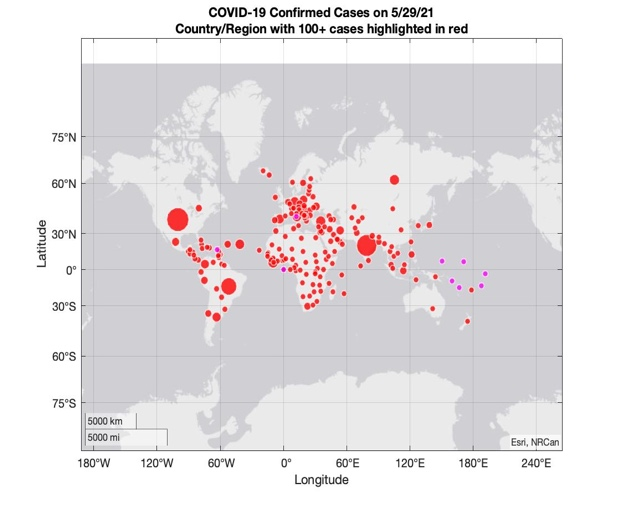 COVID-19 Confirmed Cases on 5/29/21
Country/Region with 100+ cases highlighted in red
75°N
60°N
30°N
0°
30°S
60°S
75°S
Latitude
5000 km
5000 mi
Esri, NRCan
180°W
120°W
60°W
0°
60°E
120°E
180°E
240°E
Longitude